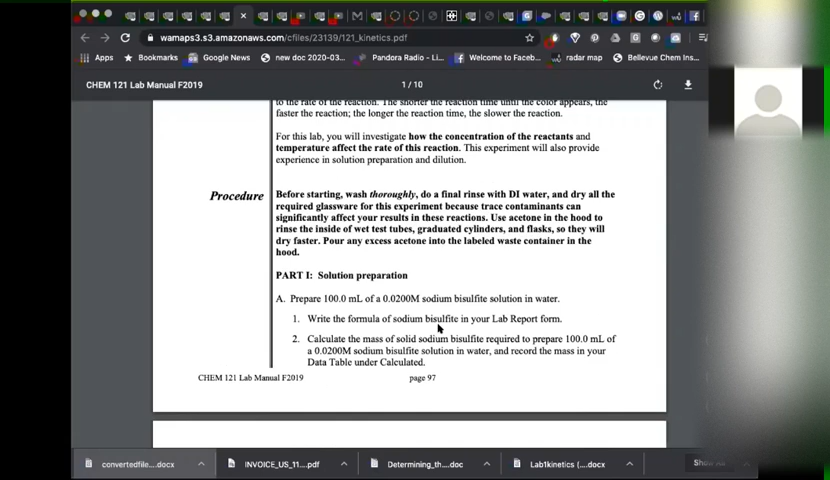 wamaps3.s3.amazonaws.com/cfiles/23139/121_kinetics.pdf
Apps Bookmarks Google News new doc 2020-03... Pandora Radio - Li... Welcome to Faceb... radar map Bellevue Chem Ins...
CHEM 121 Lab Manual F2019 1 / 10
to the rate of the reaction. The shorter the reaction time until the color appears, the
faster the reaction; the longer the reaction time, the slower the reaction.
For this lab, you will investigate how the concentration of the reactants and
temperature affect the rate of this reaction. This experiment will also provide
experience in solution preparation and dilution.
Procedure
Before starting, wash thoroughly, do a final rinse with DI water, and dry all the
required glassware for this experiment because trace contaminants can
significantly affect your results in these reactions. Use acetone in the hood to
rinse the inside of wet test tubes, graduated cylinders, and flasks, so they will
dry faster. Pour any excess acetone into the labeled waste container in the
hood.
PART I: Solution preparation
A. Prepare 100.0 mL of a 0.0200M sodium bisulfite solution in water.
1. Write the formula of sodium bisulfite in your Lab Report form.
2. Calculate the mass of solid sodium bisulfite required to prepare 100.0 mL of
a 0.0200M sodium bisulfite solution in water, and record the mass in your
Data Table under Calculated.
CHEM 121 Lab Manual F2019 page 97
convertedfile....docx INVOICE_US_11....pdf Determining_th....doc Lab1kinetics (....docx Show All